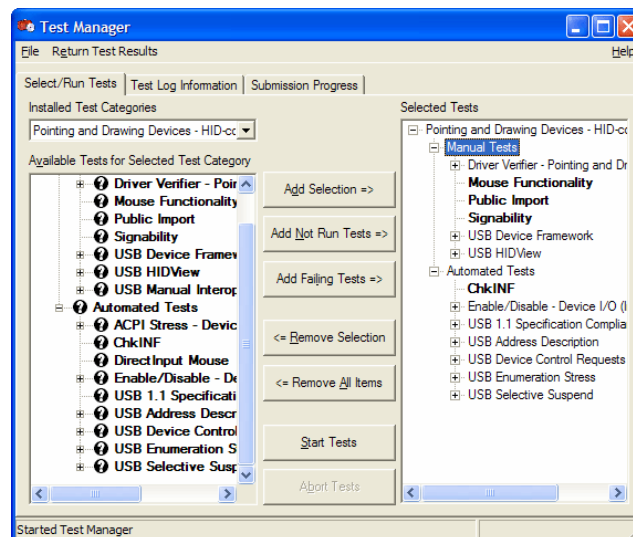 Test Manager
File Return Test Results Help
Select/Run Tests Test Log Information Submission Progress
Installed Test Categories
Pointing and Drawing Devices - HID-cc
Available Tests for Selected Test Category
Driver Verifier - Poir
Mouse Functionality
Public Import
Signability
USB Device Framew
USB HIDView
USB Manual Interop
Automated Tests
ACPI Stress - Devic
ChkINF
DirectInput Mouse
Enable/Disable - De
USB 1.1 Specificati
USB Address Descr
USB Device Control
USB Enumeration S
USB Selective Susp
Add Selection =>
Add Not Run Tests =>
Add Failing Tests =>
<= Remove Selection
<= Remove All Items
Start Tests
Abort Tests
Selected Tests
Pointing and Drawing Devices - HID-cc
Manual Tests
Driver Verifier - Pointing and Dr
Mouse Functionality
Public Import
Signability
USB Device Framework
USB HIDView
Automated Tests
ChkINF
Enable/Disable - Device I/O (I
USB 1.1 Specification Complia
USB Address Description
USB Device Control Requests
USB Enumeration Stress
USB Selective Suspend
Started Test Manager